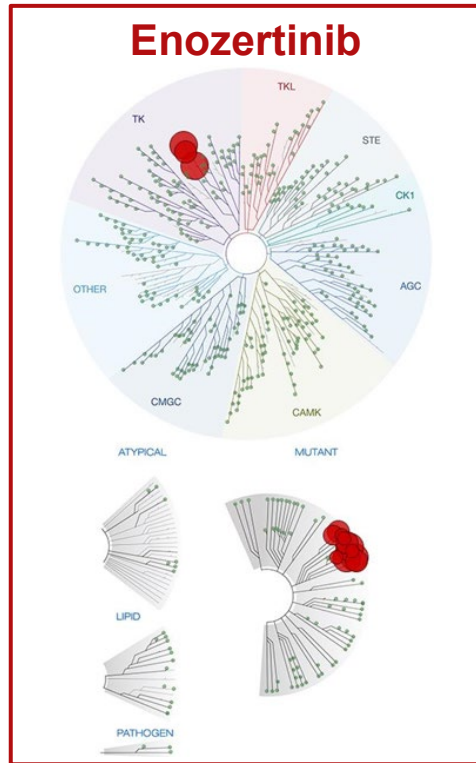 Enozertinib
TKL
TK
STE
CK1
AGC
OTHER
CMGC
CAMK
ATYPICAL
MUTANT
LIPID
PATHOGEN